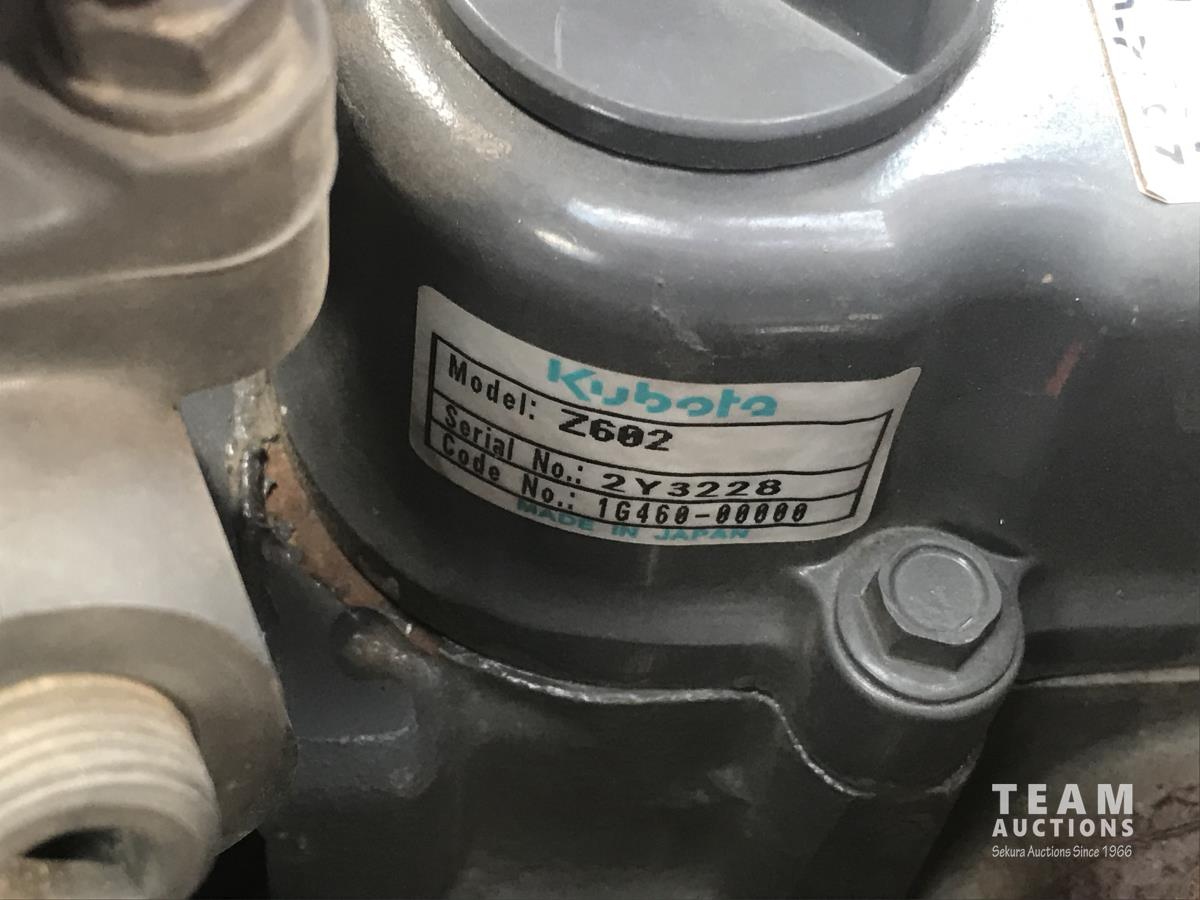 Kubota
Model: Z602
Serial No.: 2Y3228
Code No.: 1G460-00000
MADE IN JAPAN
TEAM
AUCTIONS
Sekura Auctions Since 1966